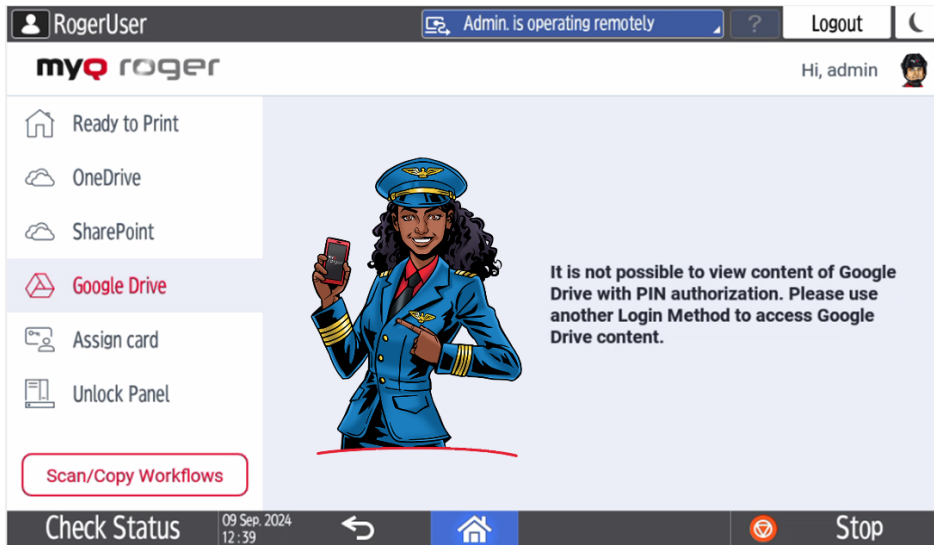 RogerUser
Admin. is operating remotely
?
Logout
myQ roger
Hi, admin
Ready to Print
OneDrive
SharePoint
Google Drive
Assign card
Unlock Panel
Scan/Copy Workflows
It is not possible to view content of Google
Drive with PIN authorization. Please use
another Login Method to access Google
Drive content.
Check Status
09 Sep. 2024
12:39
Stop